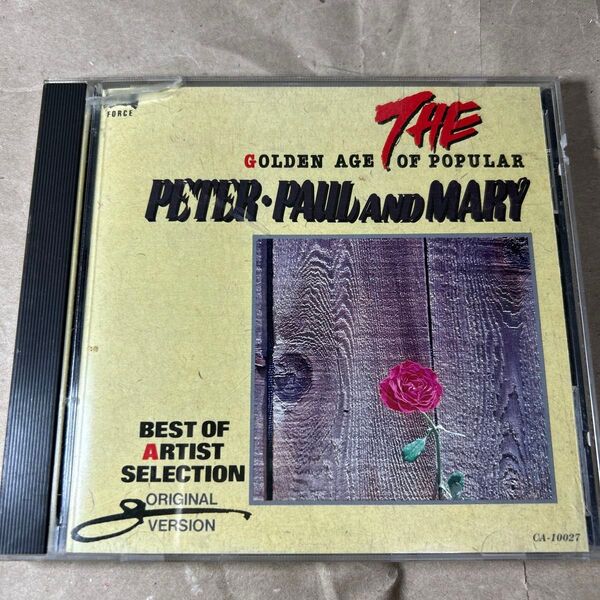 FORCE
THE
GOLDEN AGE OF POPULAR
PETER·PAUL AND MARY
BEST OF
ARTIST
SELECTION
ORIGINAL
VERSION
CA-10027